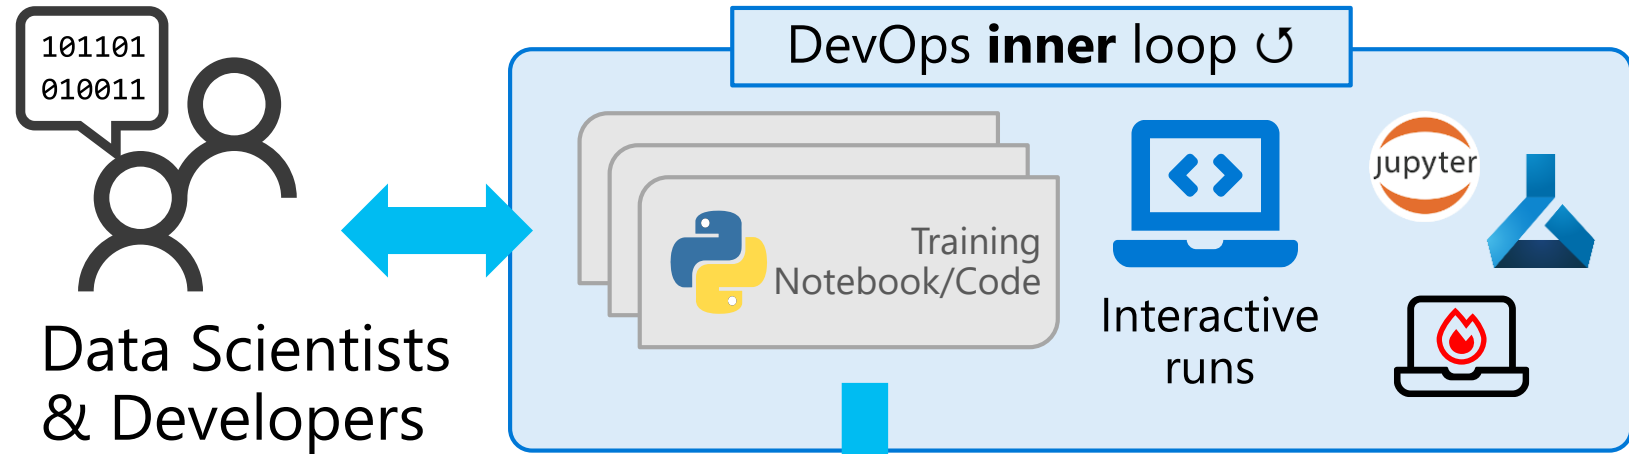 101101
010011
Data Scientists
& Developers
DevOps inner loop ↺
Training
Notebook/Code
Interactive
runs
jupyter